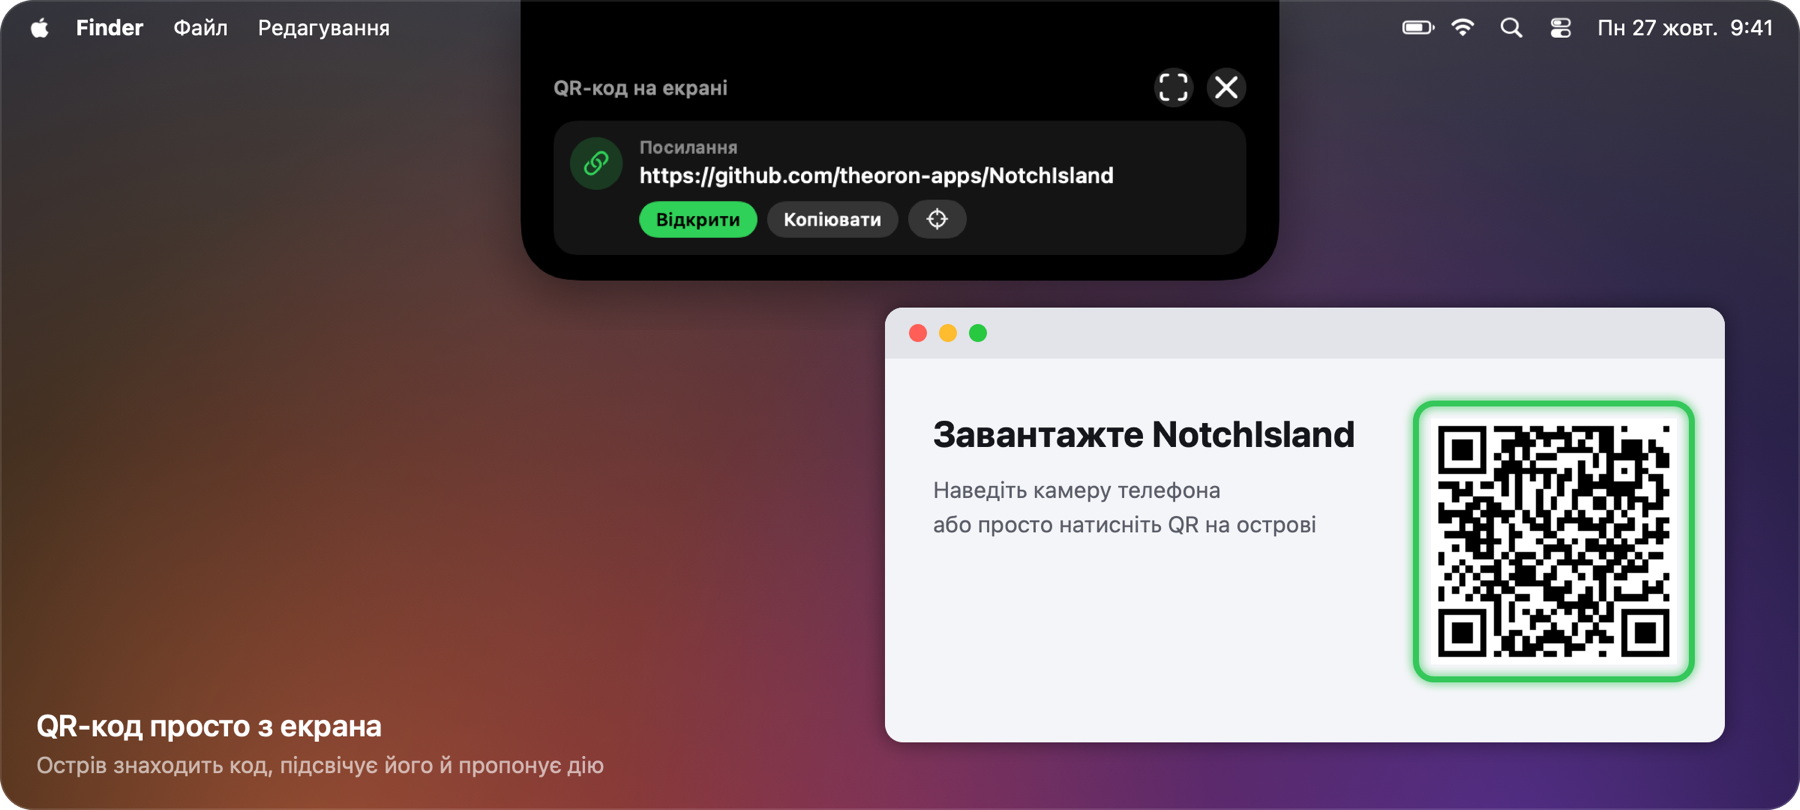 Finder Файл Редагування
Пн 27 жовт. 9:41
QR-код на екрані
Посилання
https://github.com/theoron-apps/NotchIsland
Відкрити Копіювати
Завантажте NotchIsland
Наведіть камеру телефона
або просто натисніть QR на острові
QR-код просто з екрана
Острів знаходить код, підсвічує його й пропонує дію